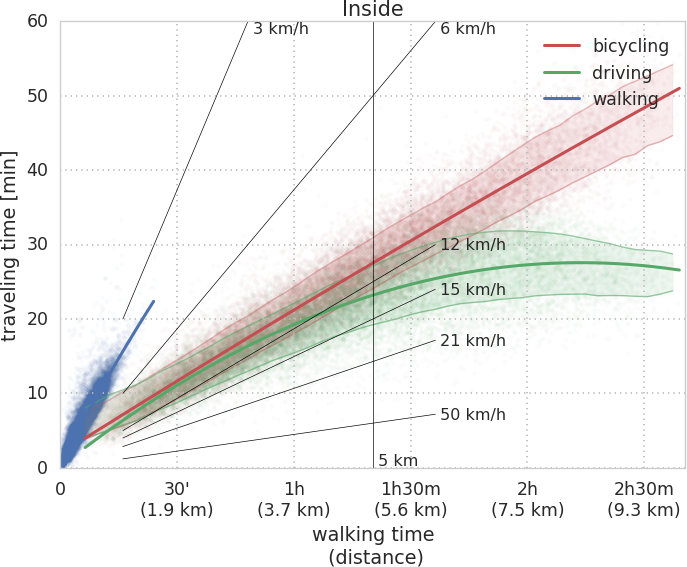 Inside
60
50
40
30
20
10
0
traveling time [min]
3 km/h
6 km/h
bicycling
driving
walking
12 km/h
15 km/h
21 km/h
50 km/h
5 km
0
30'
(1.9 km)
1h
(3.7 km)
1h30m
(5.6 km)
2h
(7.5 km)
2h30m
(9.3 km)
walking time
(distance)